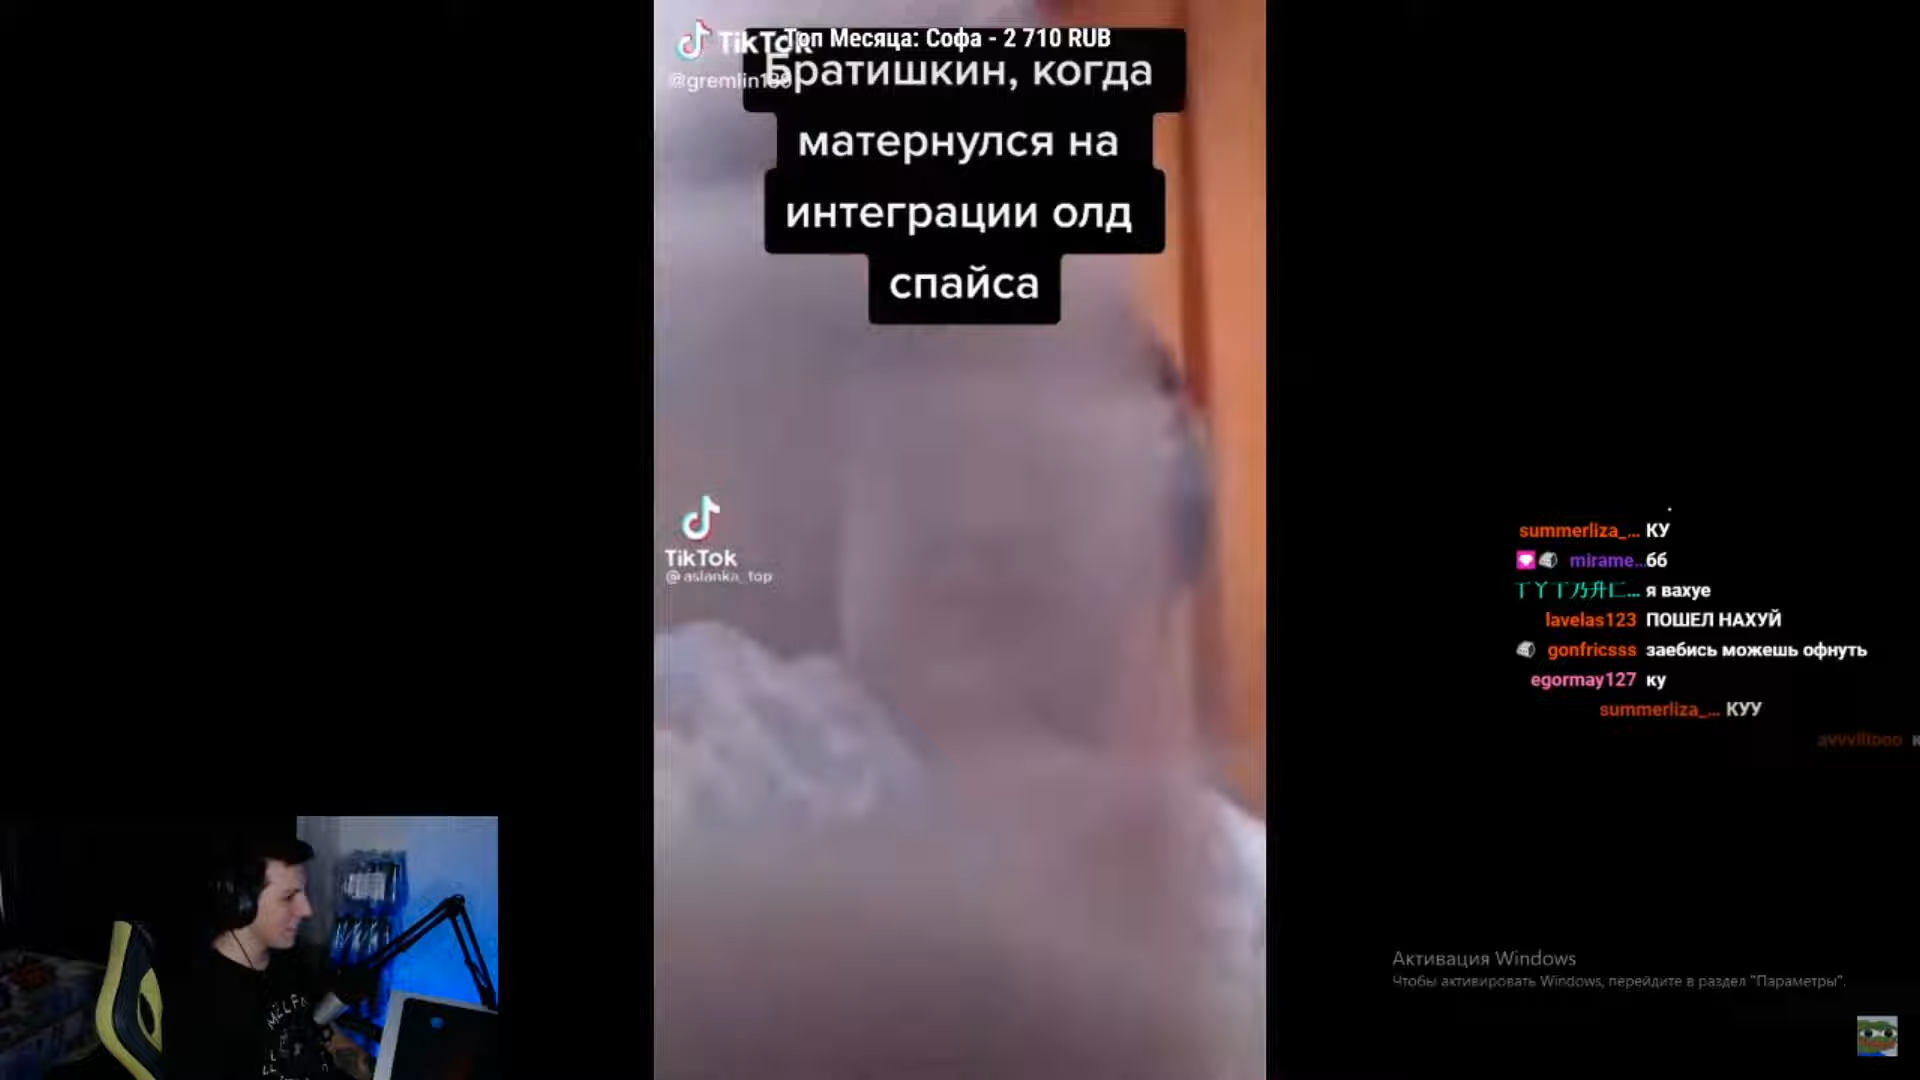 TikTok
Топ Месяца: Софа - 2 710 RUB
Братишкин, когда
матернулся на
интеграции олд
спайса
TikTok
@aslanka_top
summerliza_... КУ
mirame... 66
я вахуе
lavelas123 ПОШЕЛ НАХУЙ
gonfricsss заебись можешь офнуть
egormay127 ку
summerliza_... КУУ
Активация Windows
Чтобы активировать Windows, перейдите в раздел "Параметры".